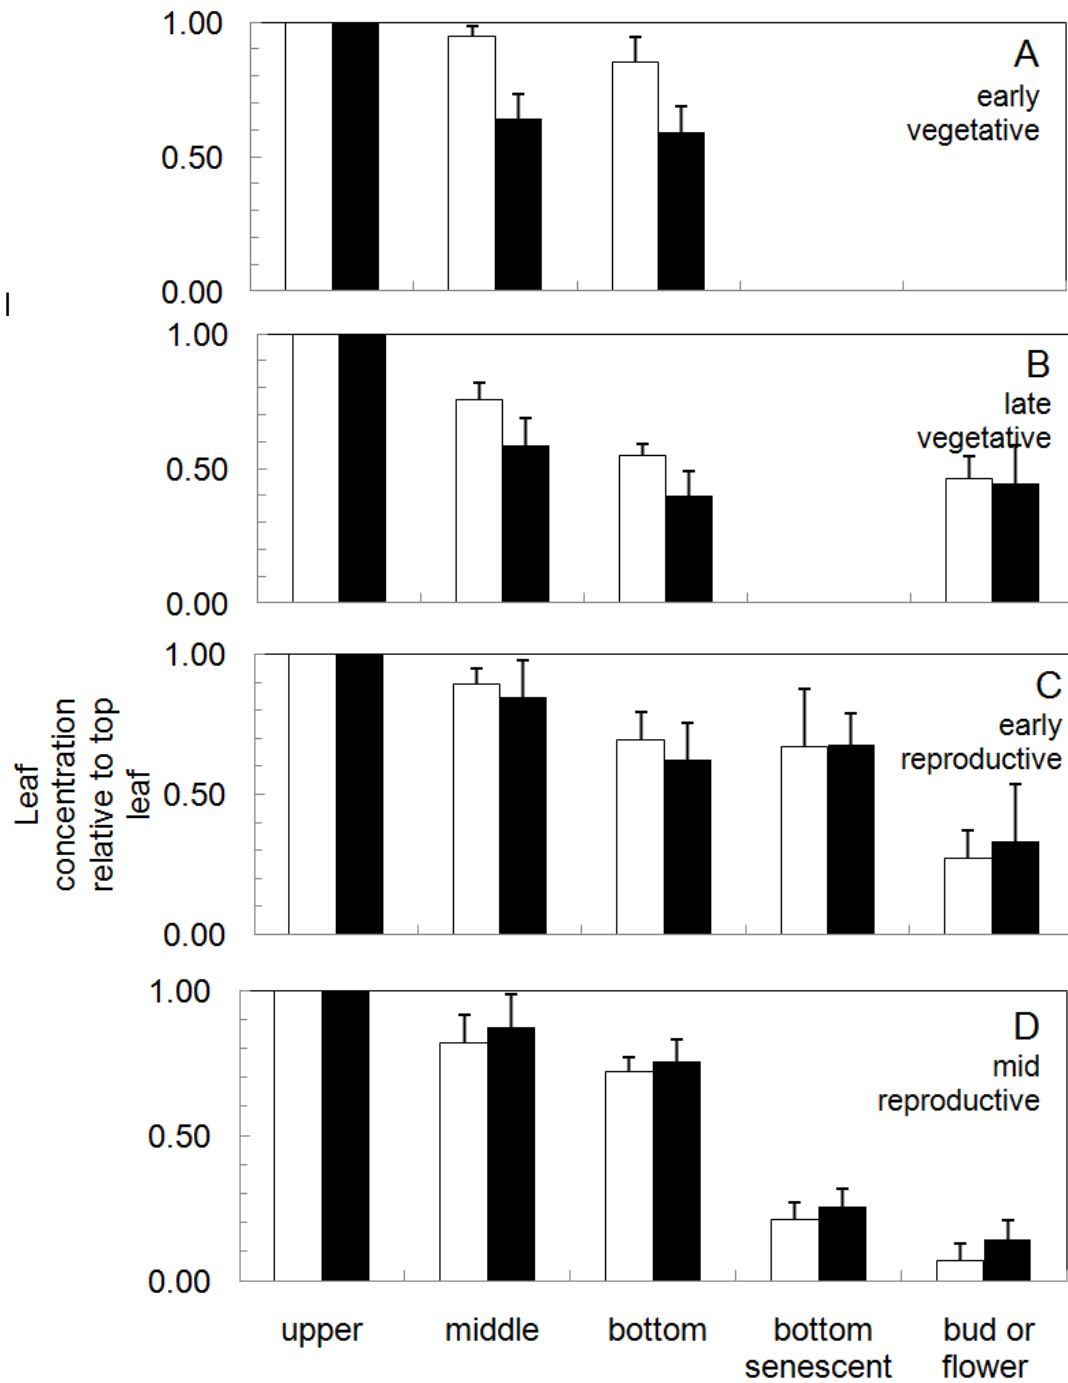 1.00
A
early
vegetative
0.50
0.00
1.00
B
late
vegetative
0.50
0.00
1.00
C
early
reproductive
0.50
0.00
Leaf
concentration
relative to top
leaf
1.00
D
mid
reproductive
0.50
0.00
upper middle bottom bottom bud or
senescent flower